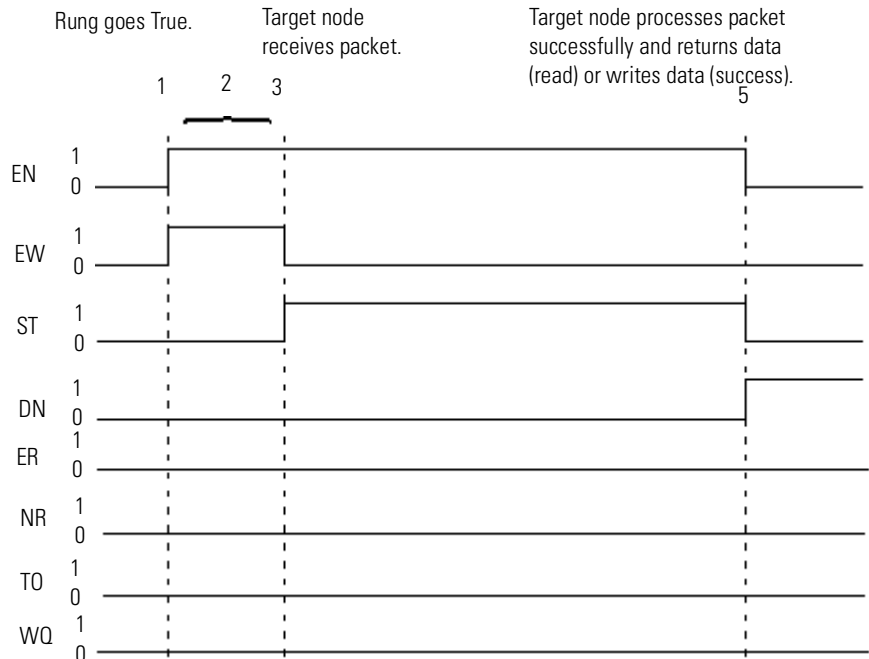 Rung goes True.
Target node
receives packet.
Target node processes packet
successfully and returns data
(read) or writes data (success).
1 2 3 5
EN 1
0
EW 1
0
ST 1
0
DN 1
0
ER 1
0
NR 1
0
TO 1
0
WQ 1
0